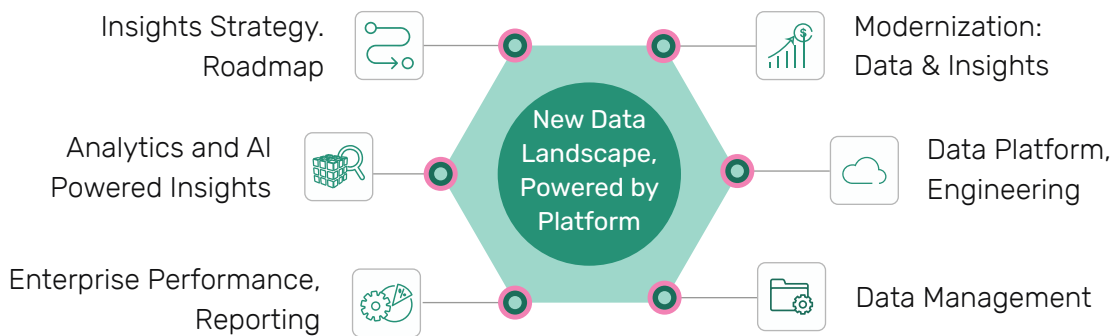 Insights Strategy.
Roadmap
Modernization:
Data & Insights
Analytics and AI
Powered Insights
New Data
Landscape,
Powered by
Platform
Data Platform,
Engineering
Enterprise Performance,
Reporting
Data Management
$
%